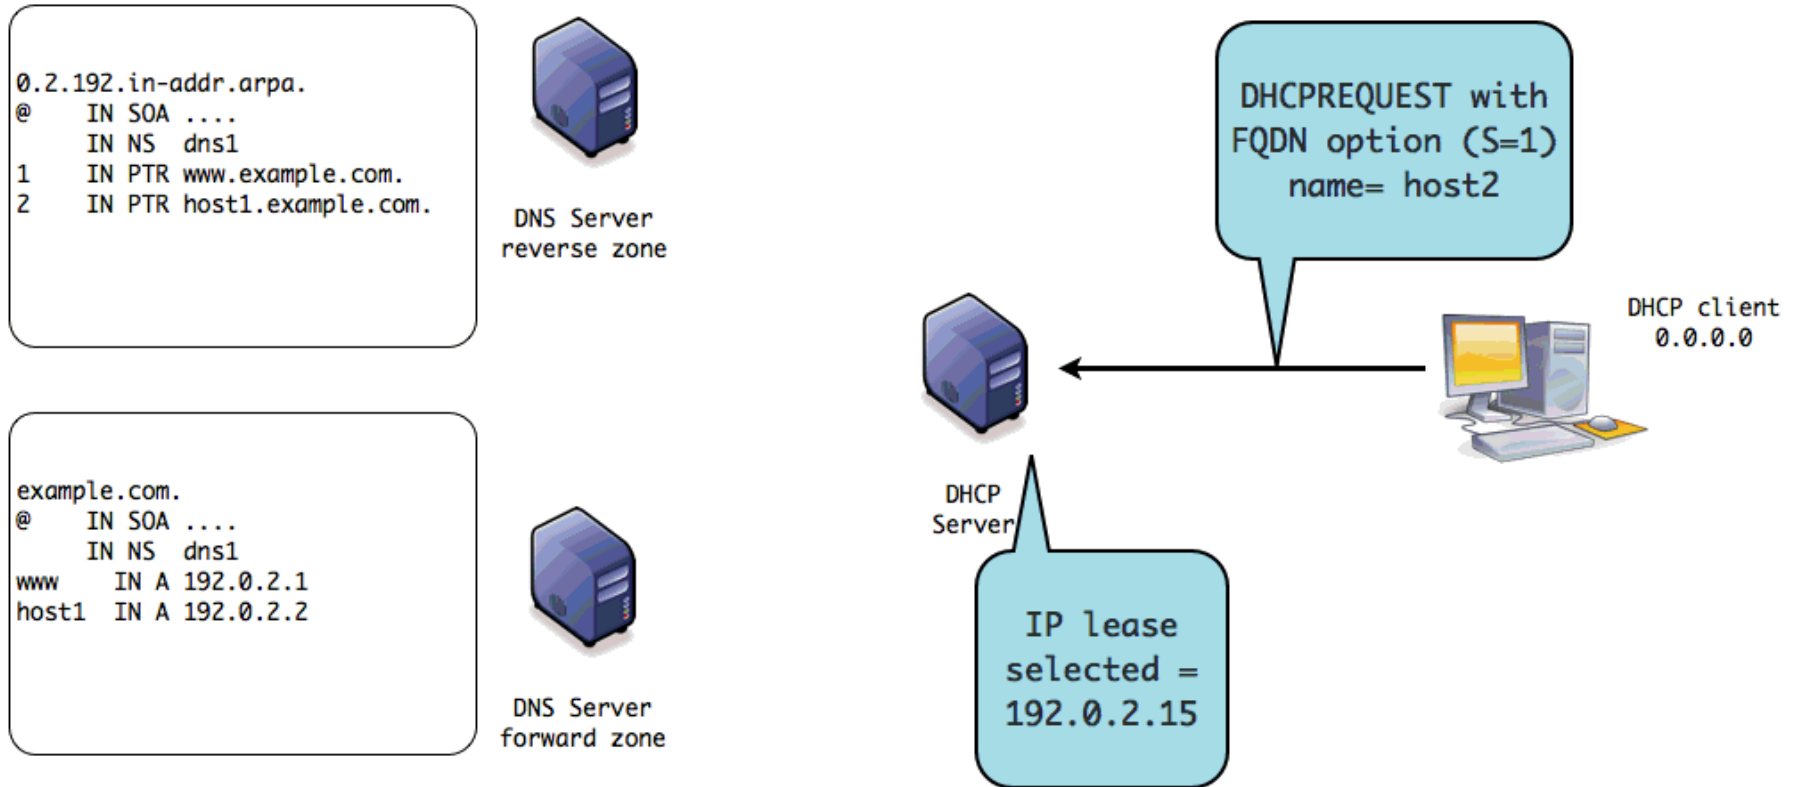 0.2.192.in-addr.arpa.
@ IN SOA ....
IN NS dns1
1 IN PTR www.example.com.
2 IN PTR host1.example.com.
DNS Server
reverse zone
example.com.
@ IN SOA ....
IN NS dns1
www IN A 192.0.2.1
host1 IN A 192.0.2.2
DNS Server
forward zone
DHCPREQUEST with
FQDN option (S=1)
name= host2
DHCP client
0.0.0.0
DHCP
Server
IP lease
selected =
192.0.2.15